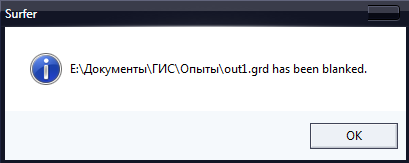 Surfer
E:\Документы\ГИС\Опыты\out1.grd has been blanked.
OK